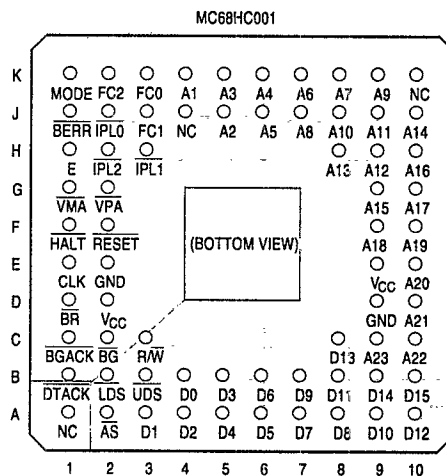 MC68HC001
K
MODE FC2 FC0 A1 A3 A4 A6 A7 A9 NC
J
BERR IPL0 FC1 NC A2 A5 A8 A10 A11 A14
H
E IPL2 IPL1 A13 A12 A16
G
VMA VPA A15 A17
F
HALT RESET (BOTTOM VIEW) A18 A19
E
CLK GND VCC A20
D
BR VCC GND A21
C
BGACK BG R/W D13 A23 A22
B
DTACK LDS UDS D0 D3 D6 D9 D11 D14 D15
A
NC AS D1 D2 D4 D5 D7 D8 D10 D12
1 2 3 4 5 6 7 8 9 10